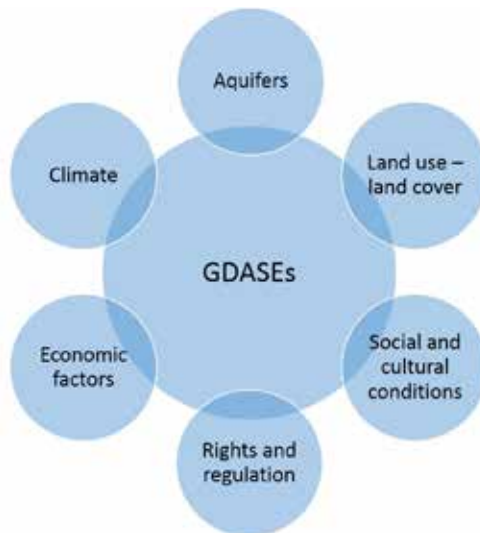 Aquifers
Climate
Land use –
land cover
GDASEs
Economic
factors
Social and
cultural
conditions
Rights and
regulation